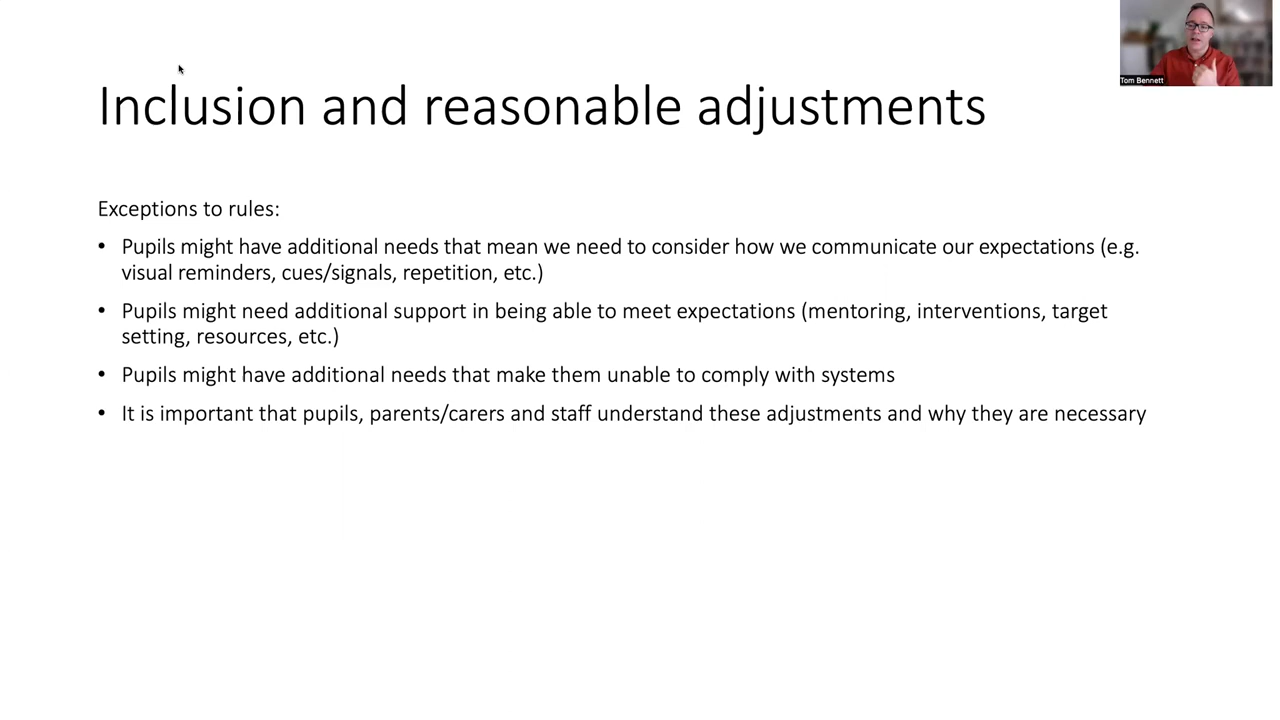 Tom Bennett
Inclusion and reasonable adjustments
Exceptions to rules:
• Pupils might have additional needs that mean we need to consider how we communicate our expectations (e.g.
visual reminders, cues/signals, repetition, etc.)
• Pupils might need additional support in being able to meet expectations (mentoring, interventions, target
setting, resources, etc.)
• Pupils might have additional needs that make them unable to comply with systems
• It is important that pupils, parents/carers and staff understand these adjustments and why they are necessary